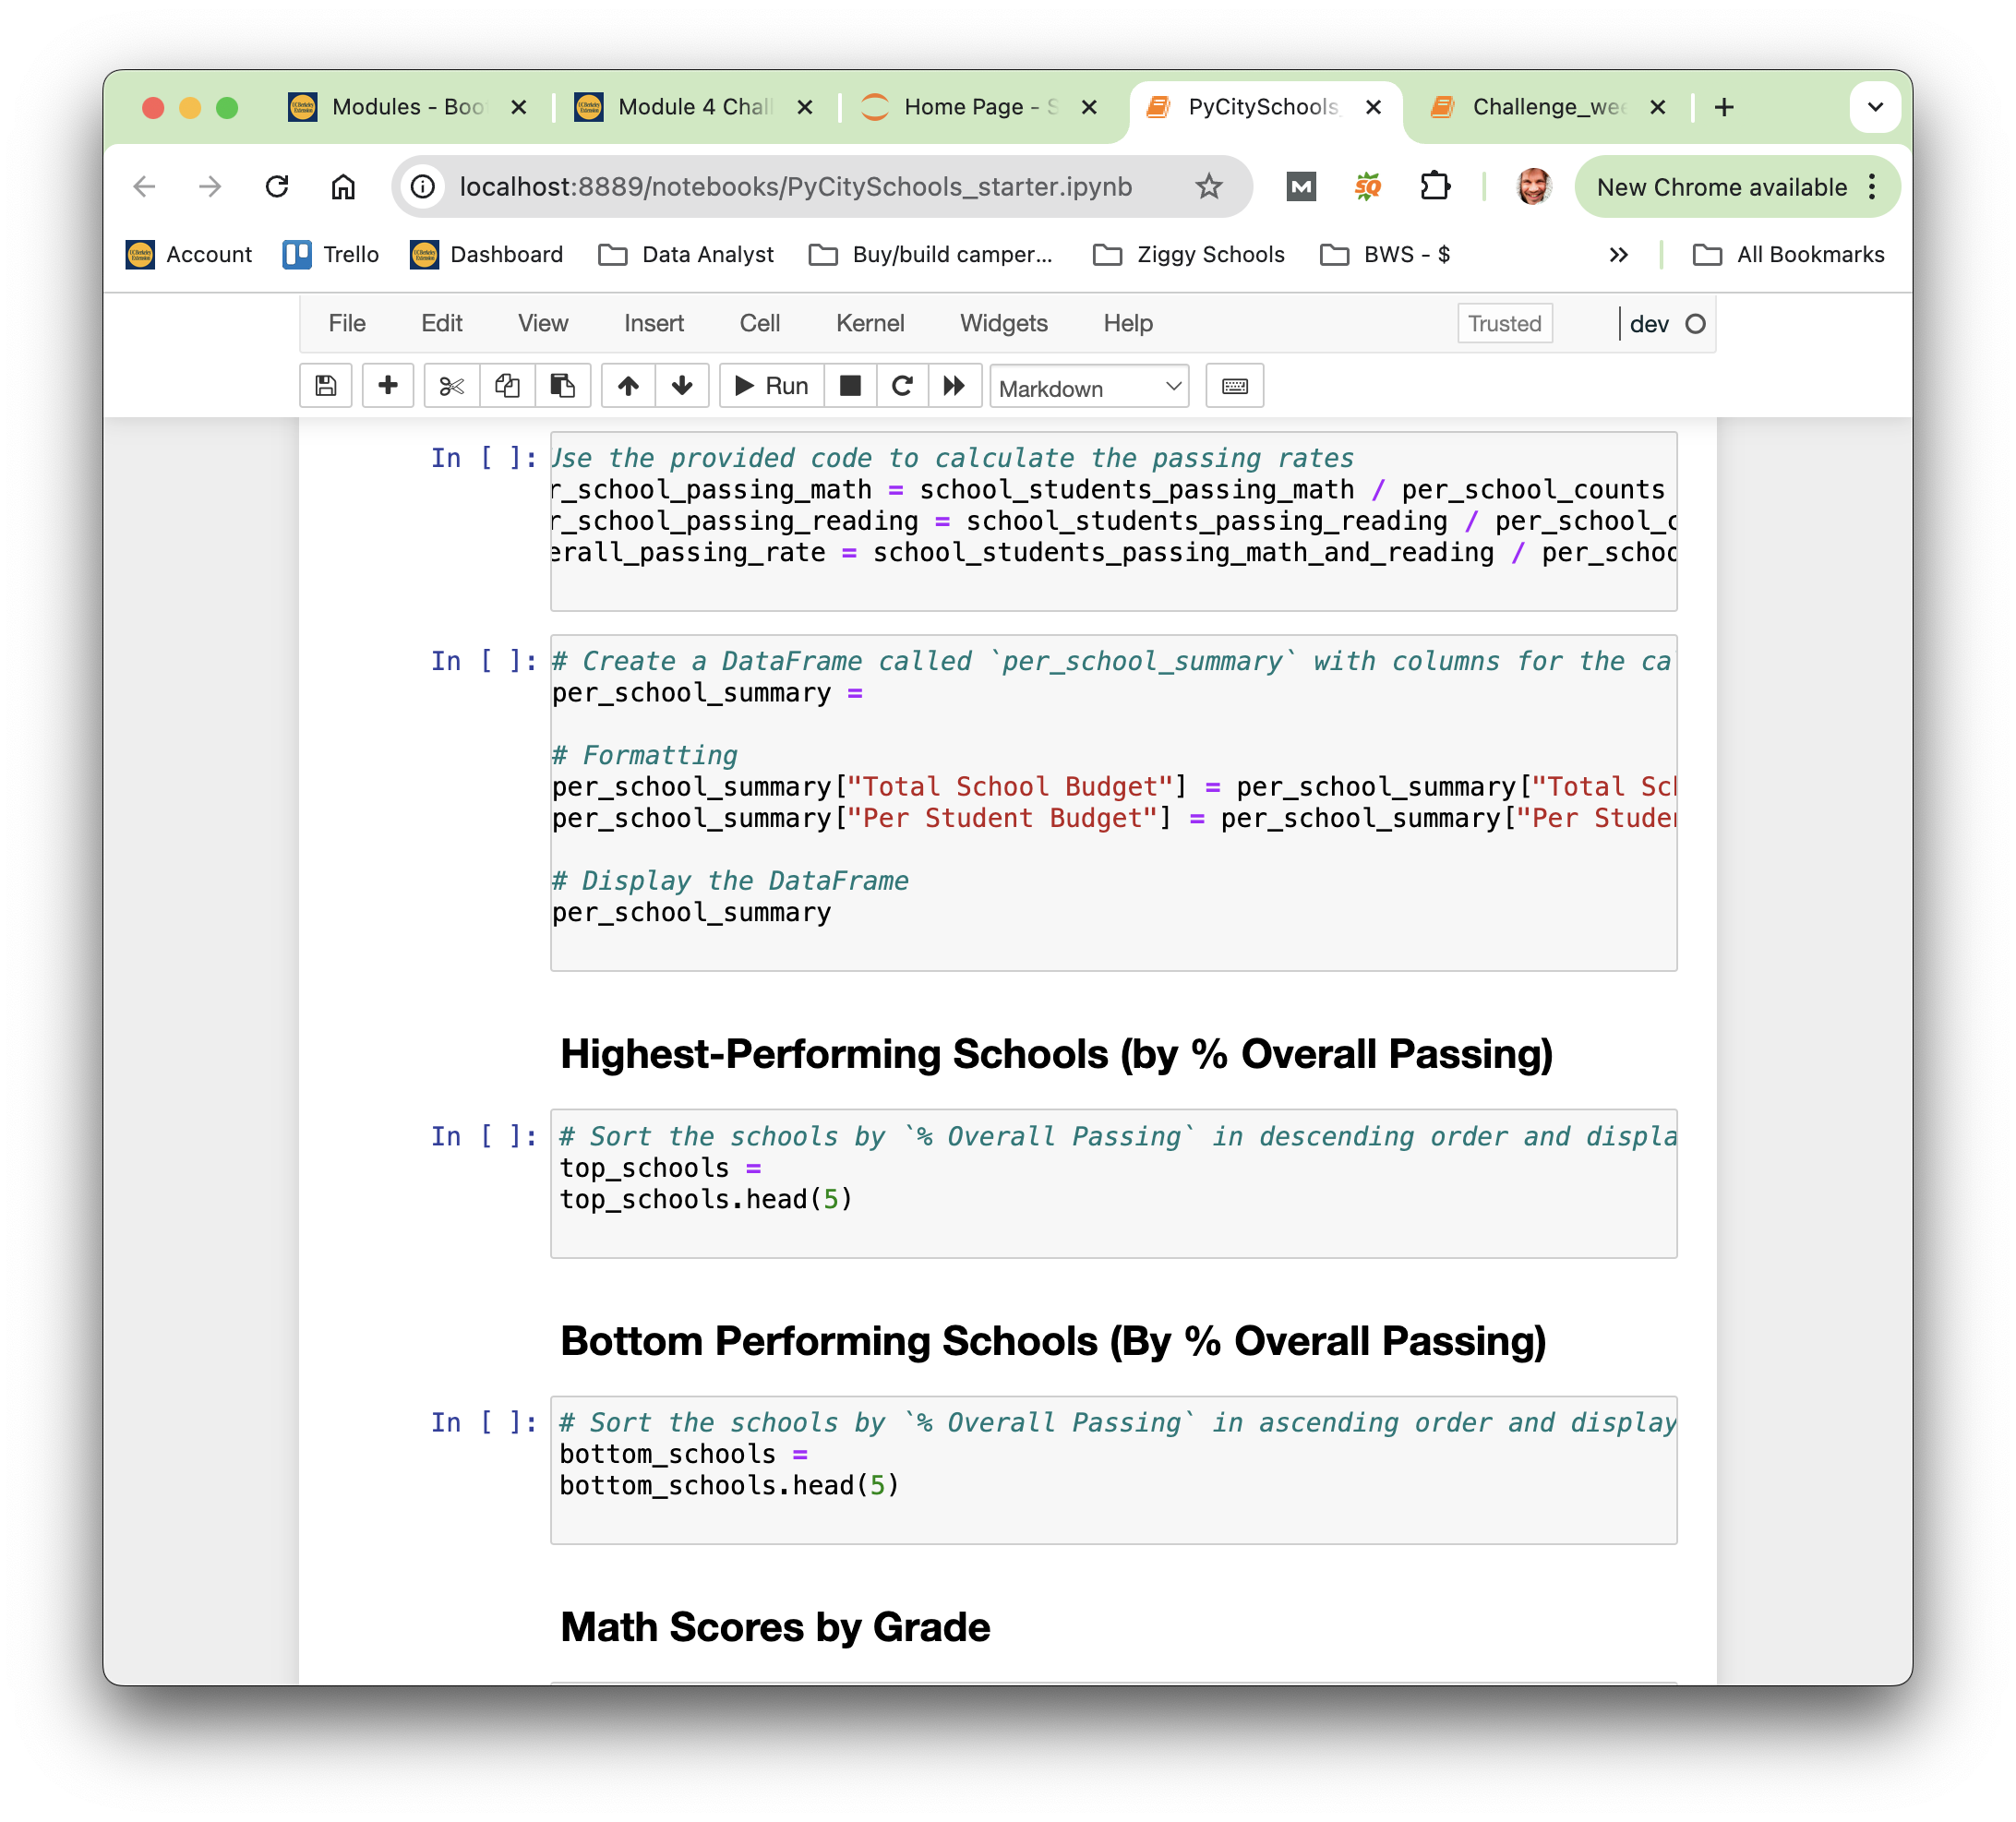 Modules - Boo
Module 4 Chall
Home Page - S
PyCitySchools_
Challenge_wee
localhost:8889/notebooks/PyCitySchools_starter.ipynb
New Chrome available
Account
Trello
Dashboard
Data Analyst
Buy/build camper...
Ziggy Schools
BWS - $
All Bookmarks
File Edit View Insert Cell Kernel Widgets Help
Trusted
dev
Run
Markdown
In [ ]:
Use the provided code to calculate the passing rates
r_school_passing_math = school_students_passing_math / per_school_counts
r_school_passing_reading = school_students_passing_reading / per_school_c
erall_passing_rate = school_students_passing_math_and_reading / per_schoo
In [ ]:
# Create a DataFrame called `per_school_summary` with columns for the ca
per_school_summary =
# Formatting
per_school_summary["Total School Budget"] = per_school_summary["Total Sch
per_school_summary["Per Student Budget"] = per_school_summary["Per Studen
# Display the DataFrame
per_school_summary
Highest-Performing Schools (by % Overall Passing)
In [ ]:
# Sort the schools by `% Overall Passing` in descending order and displa
top_schools =
top_schools.head(5)
Bottom Performing Schools (By % Overall Passing)
In [ ]:
# Sort the schools by `% Overall Passing` in ascending order and display
bottom_schools =
bottom_schools.head(5)
Math Scores by Grade